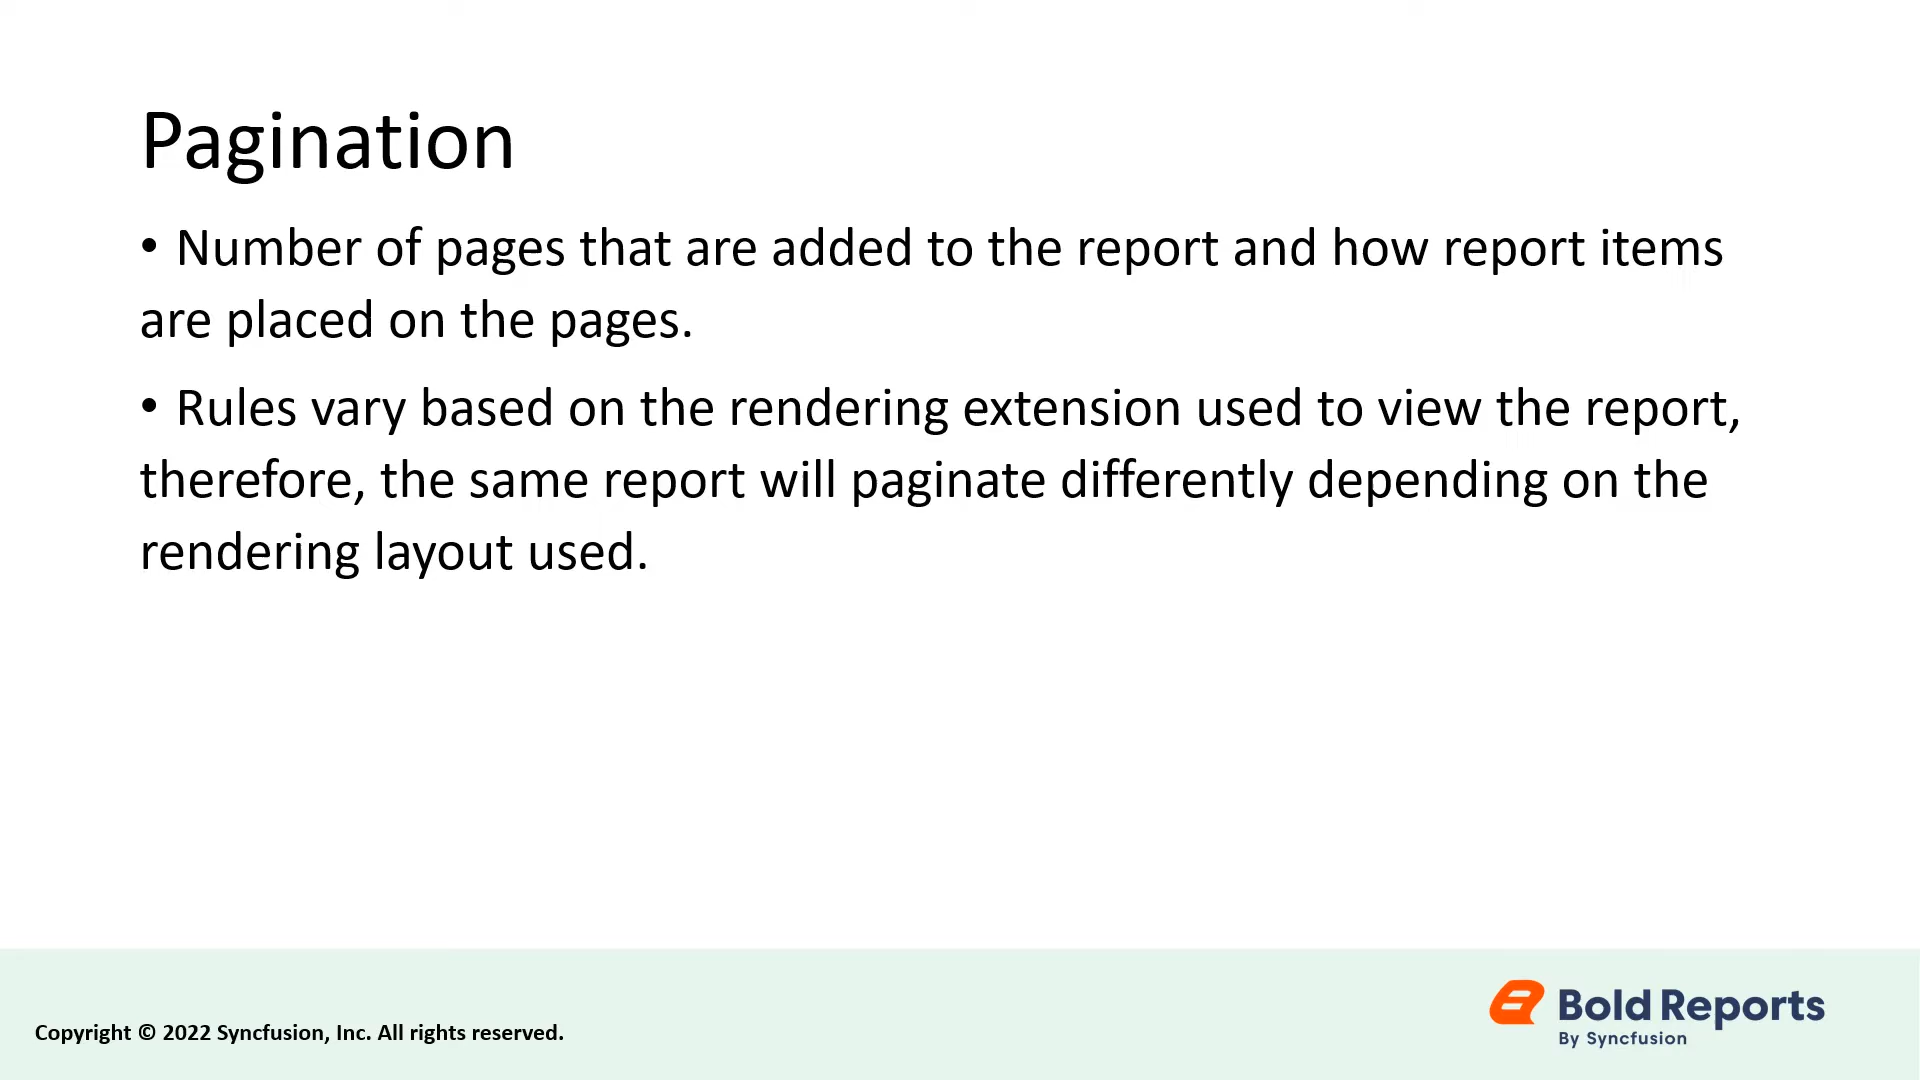 Pagination
• Number of pages that are added to the report and how report items
are placed on the pages.
• Rules vary based on the rendering extension used to view the report,
therefore, the same report will paginate differently depending on the
rendering layout used.
Copyright © 2022 Syncfusion, Inc. All rights reserved.
Bold Reports
By Syncfusion